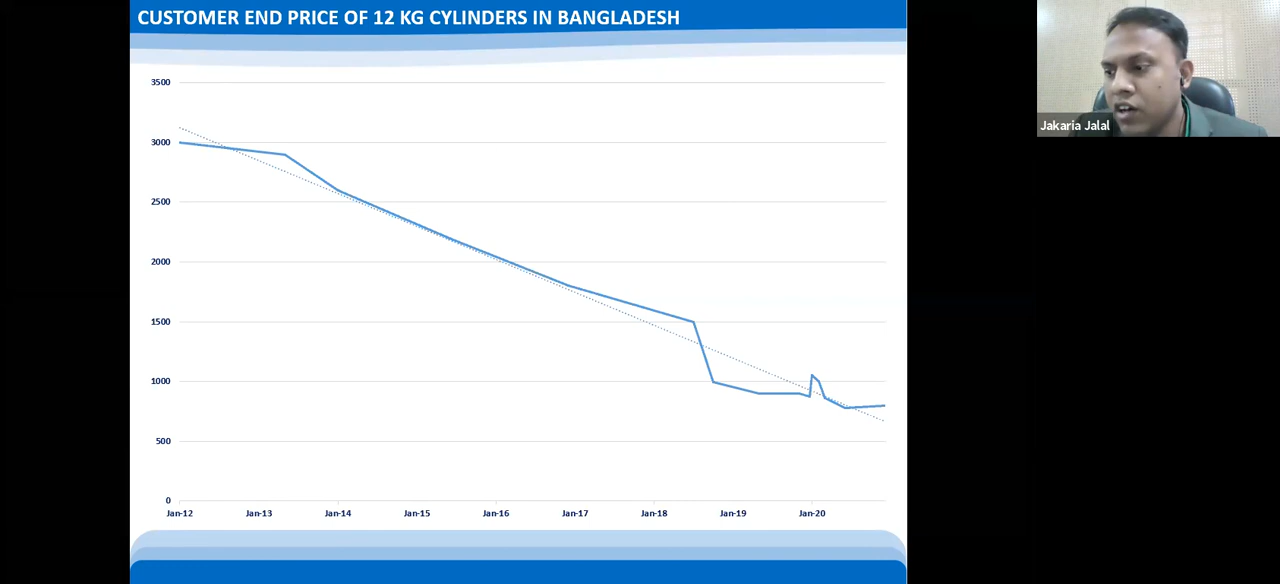 CUSTOMER END PRICE OF 12 KG CYLINDERS IN BANGLADESH
3500
3000
2500
2000
1500
1000
500
0
Jan-12 Jan-13 Jan-14 Jan-15 Jan-16 Jan-17 Jan-18 Jan-19 Jan-20
Jakaria Jalal